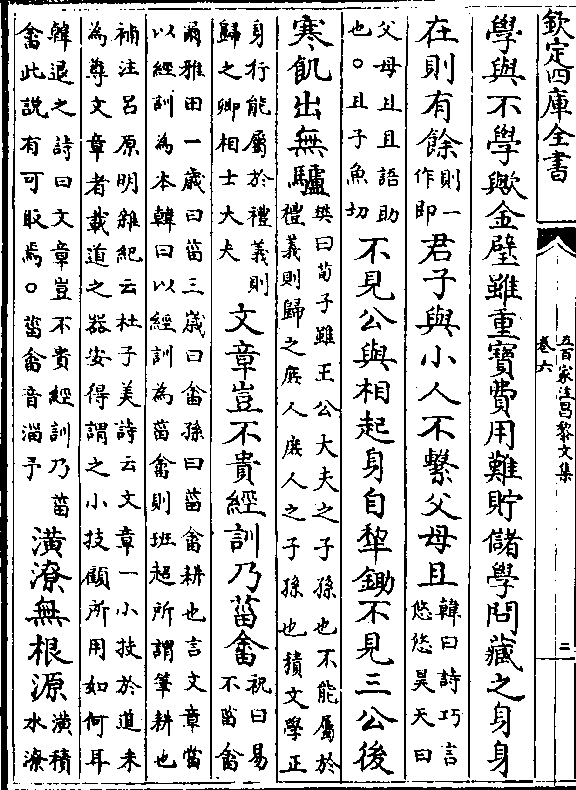 欽定四庫全書
五百家注昌黎文集
卷六
二
學與不學歟金璧雖重寶費用難貯儲學問藏之身身
在則有餘
則一
作即
君子與小人不繫父母且
韓曰詩巧言
悠悠昊天曰
父母且且語助
也○且子魚切
不見公與相起身自犂鋤不見三公後
寒飢出無驢
樊曰荀子雖王公大夫之子孫也不能屬於
禮義則歸之庶人庶人之子孫也積文學正
身行能屬於禮義則
歸之卿相士大夫
文章豈不貴經訓乃菑畬
祝曰易
不菑畬
爾雅田一歲曰菑三歲曰畬孫曰菑畬耕也言文章當
以經訓為本韓曰以經訓為菑畬則班超所謂筆耕也
補注呂原明雜紀云杜子美詩云文章一小技於道未
為尊文章者載道之器安得謂之小技顧所用如何耳
韓退之詩曰文章豈不貴經訓乃菑
畬此說有可取焉○菑畬音淄予
潢潦無根源
潢積
水潦